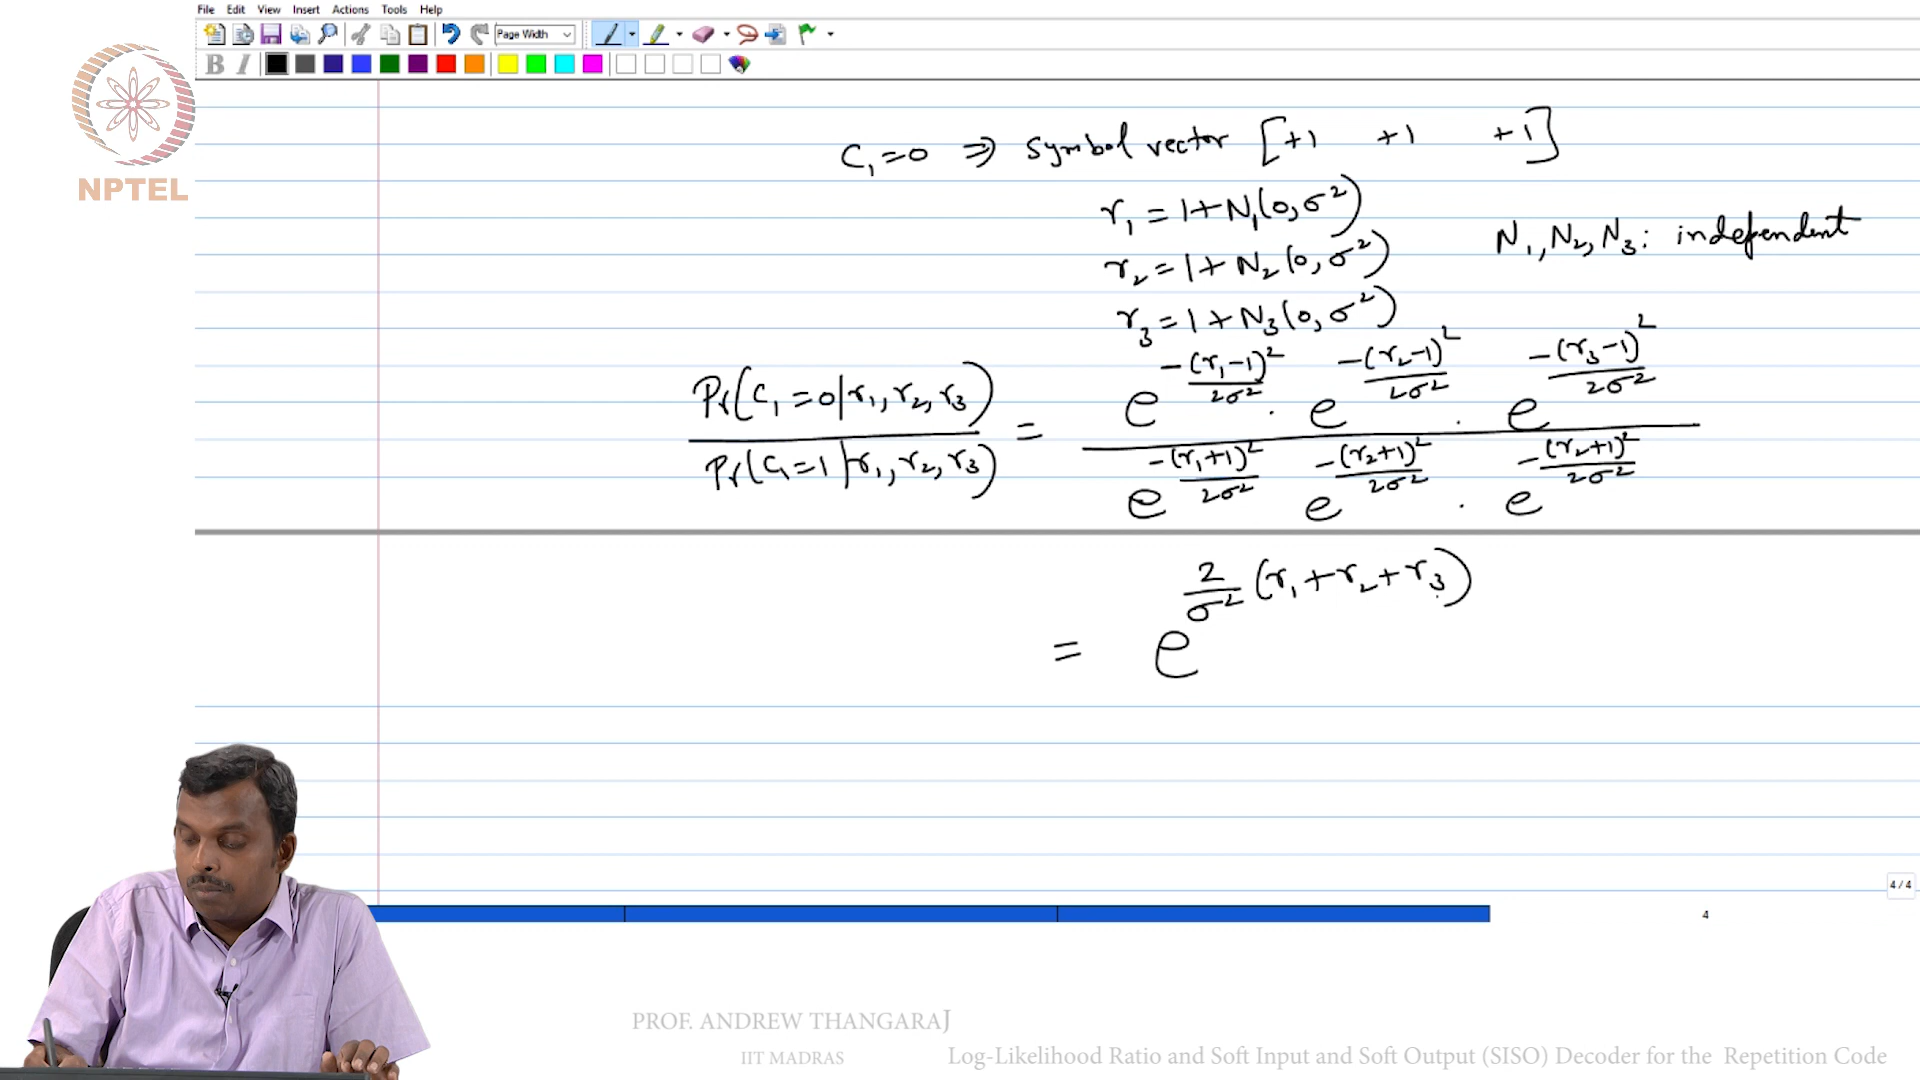 File Edit View Insert Actions Tools Help
Page Width
B I
NPTEL
C₁=0 ⇒ Symbol vector [+1 +1 +1]
r₁ = 1+N₁(0,σ²)
N₁, N₂, N₃: independent
r₂ = 1+N₂(0,σ²)
r₃ = 1+N₃(0,σ²)
Pr(C₁=0|r₁,r₂,r₃) = e^(-(r₁-1)²/2σ²) · e^(-(r₂-1)²/2σ²) · e^(-(r₃-1)²/2σ²)
Pr(C₁=1|r₁,r₂,r₃) e^(-(r₁+1)²/2σ²) e^(-(r₂+1)²/2σ²) · e^(-(r₂+1)²/2σ²)
= e^(2/σ² (r₁+r₂+r₃))
4 / 4
4
PROF. ANDREW THANGARAJ
IIT MADRAS
Log-Likelihood Ratio and Soft Input and Soft Output (SISO) Decoder for the Repetition Code